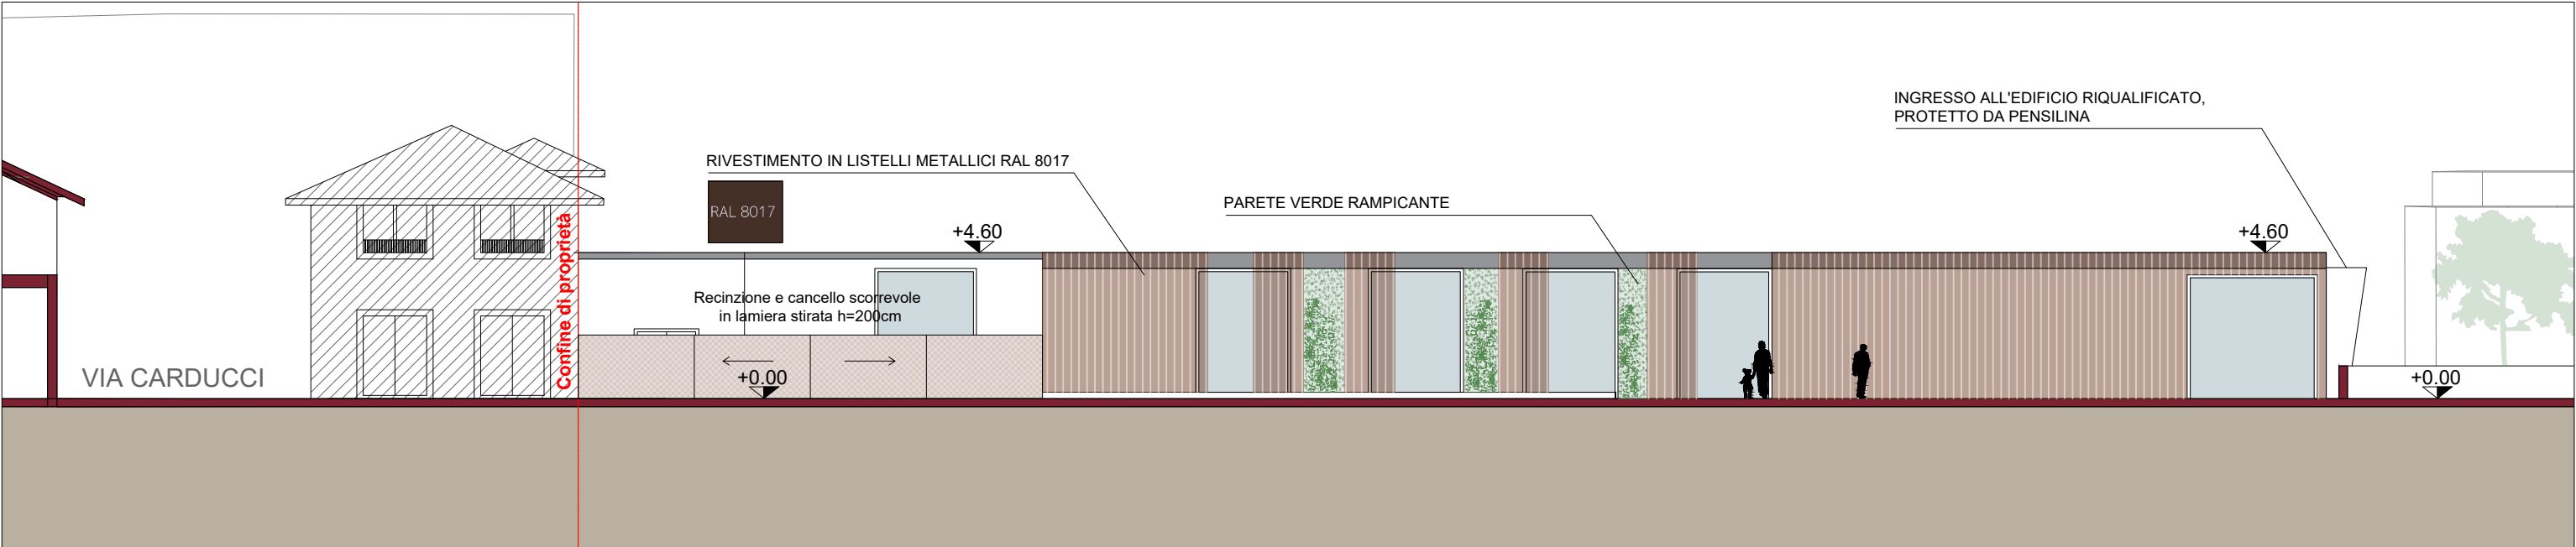 INGRESSO ALL'EDIFICIO RIQUALIFICATO,
PROTETTO DA PENSILINA
RIVESTIMENTO IN LISTELLI METALLICI RAL 8017
RAL 8017
PARETE VERDE RAMPICANTE
+4.60
+4.60
Confine di proprietà
Recinzione e cancello scorrevole
in lamiera stirata h=200cm
VIA CARDUCCI
+0.00
+0.00